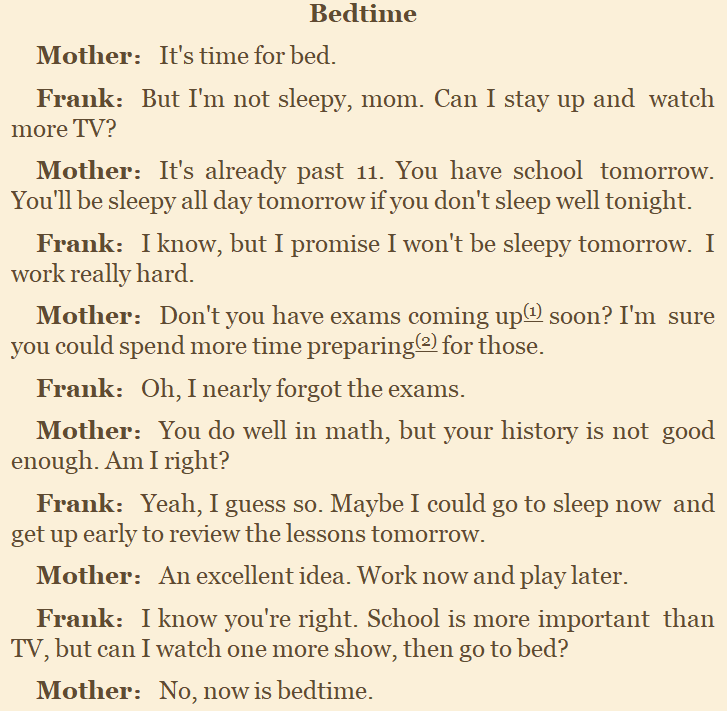 Bedtime
Mother： It's time for bed.
Frank： But I'm not sleepy, mom. Can I stay up and watch
more TV?
Mother： It's already past 11. You have school tomorrow.
You'll be sleepy all day tomorrow if you don't sleep well tonight.
Frank： I know, but I promise I won't be sleepy tomorrow. I
work really hard.
Mother： Don't you have exams coming up(1) soon? I'm sure
you could spend more time preparing(2) for those.
Frank： Oh, I nearly forgot the exams.
Mother： You do well in math, but your history is not good
enough. Am I right?
Frank： Yeah, I guess so. Maybe I could go to sleep now and
get up early to review the lessons tomorrow.
Mother： An excellent idea. Work now and play later.
Frank： I know you're right. School is more important than
TV, but can I watch one more show, then go to bed?
Mother： No, now is bedtime.